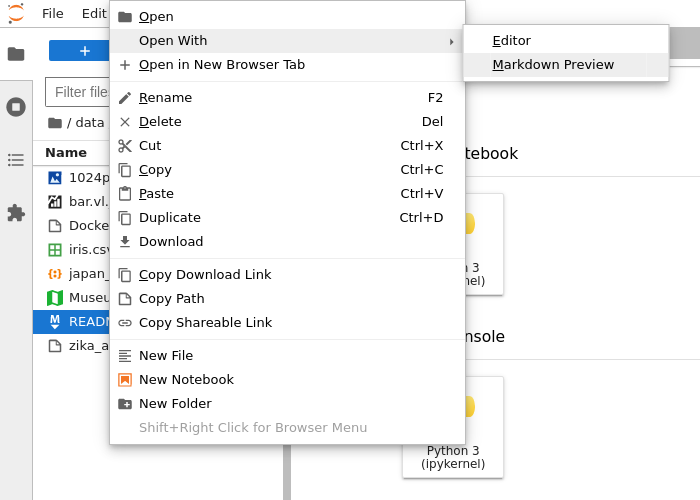 File
Edit
Open
Open With
Open in New Browser Tab
Rename F2
Delete Del
Cut Ctrl+X
Copy Ctrl+C
Paste Ctrl+V
Duplicate Ctrl+D
Download
Copy Download Link
Copy Path
Copy Shareable Link
New File
New Notebook
New Folder
Shift+Right Click for Browser Menu
Editor
Markdown Preview
Filter file
/ data
Name
1024p
bar.vl.
Docke
iris.csv
japan_
Museu
READ
zika_a
tebook
3
nel)
nsole
Python 3
(ipykernel)